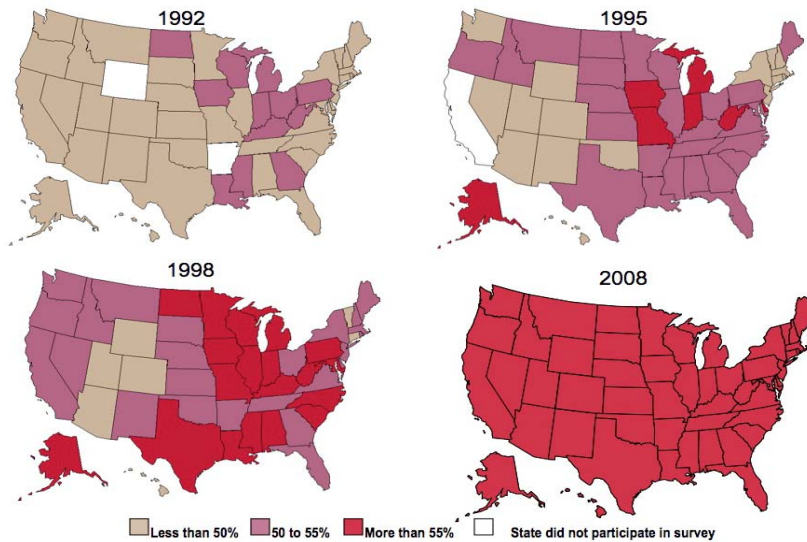 1992
1995
1998
2008
Less than 50%
50 to 55%
More than 55%
State did not participate in survey